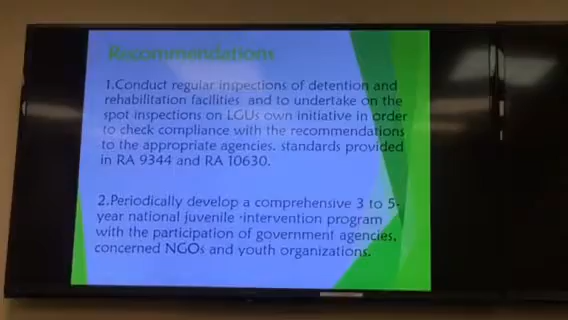 Recommendations
1.Conduct regular inspections of detention and
rehabilitation facilities and to undertake on the
spot inspections on LGUs own initiative in order
to check compliance with the recommendations
to the appropriate agencies, standards provided
in RA 9344 and RA 10630.
2.Periodically develop a comprehensive 3 to 5-
year national juvenile -intervention program
with the participation of government agencies,
concerned NGOs and youth organizations.